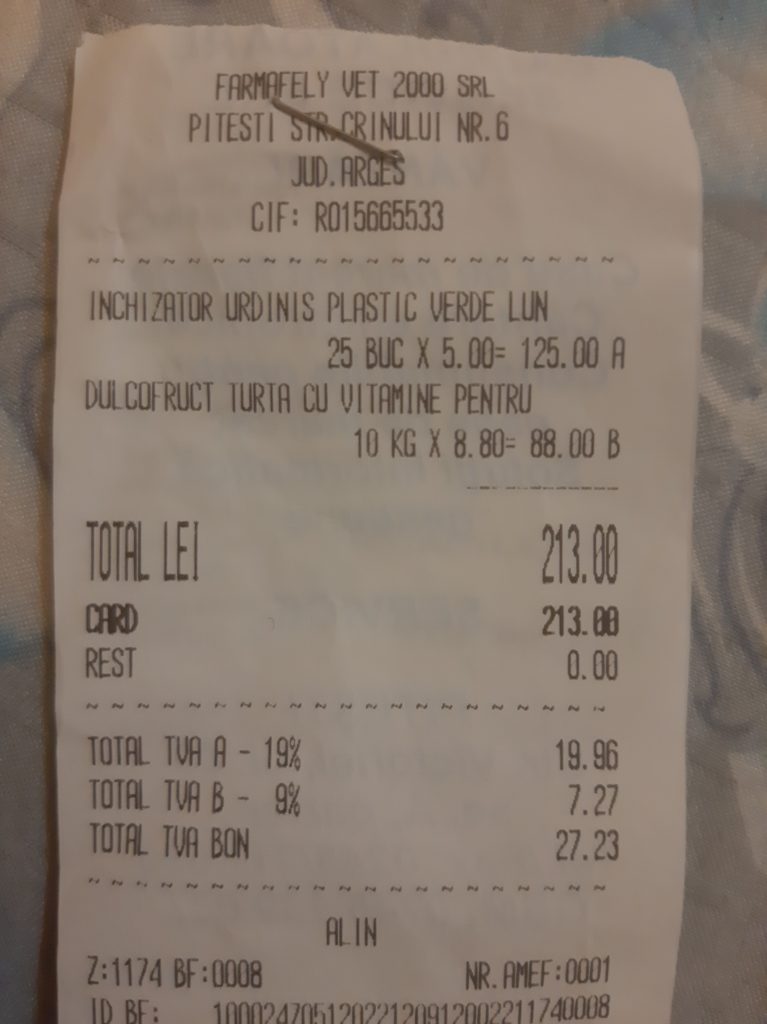 FARMAFELY VET 2000 SRL
PITESTI STR.CRINULUI NR.6
JUD.ARGES
CIF: RO15665533
~ ~ ~ ~ ~ ~ ~ ~ ~ ~ ~ ~ ~ ~ ~ ~ ~ ~ ~ ~ ~
INCHIZATOR URDINIS PLASTIC VERDE LUN
25 BUC X 5.00= 125.00 A
DULCOFRUCT TURTA CU VITAMINE PENTRU
10 KG X 8.80= 88.00 B
TOTAL LEI 213.00
CARD 213.00
REST 0.00
~ ~ ~ ~ ~ ~ ~ ~ ~ ~ ~ ~ ~ ~ ~ ~ ~ ~ ~ ~ ~
TOTAL TVA A - 19% 19.96
TOTAL TVA B - 9% 7.27
TOTAL TVA BON 27.23
~ ~ ~ ~ ~ ~ ~ ~ ~ ~ ~ ~ ~ ~ ~ ~ ~ ~ ~ ~ ~
ALIN
Z:1174 BF:0008 NR.AMEF:0001
ID BF: 10002470512022120912002211740008